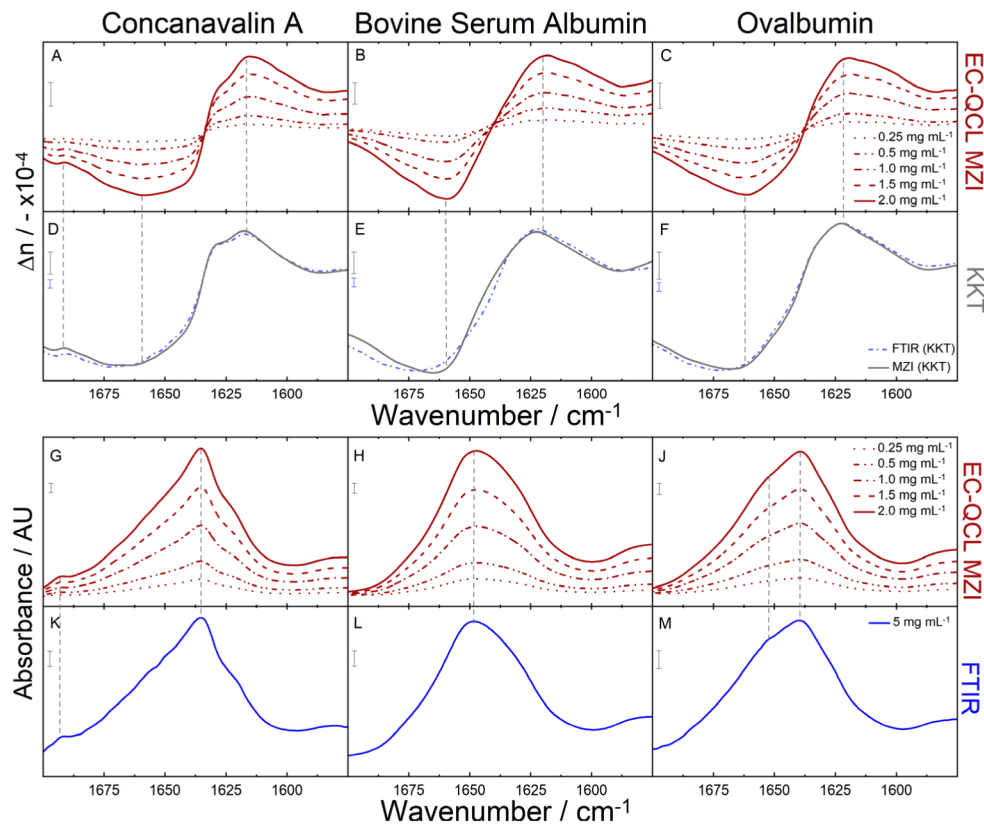 Concanavalin A
Bovine Serum Albumin
Ovalbumin
A
B
C
0.25 mg mL⁻¹
0.5 mg mL⁻¹
1.0 mg mL⁻¹
1.5 mg mL⁻¹
2.0 mg mL⁻¹
EC-QCL MZI
Δn / - x10⁻⁴
D
E
F
FTIR (KKT)
MZI (KKT)
KKT
1675 1650 1625 1600 1675 1650 1625 1600 1675 1650 1625 1600
Wavenumber / cm⁻¹
G
H
J
0.25 mg mL⁻¹
0.5 mg mL⁻¹
1.0 mg mL⁻¹
1.5 mg mL⁻¹
2.0 mg mL⁻¹
EC-QCL MZI
Absorbance / AU
K
L
M
5 mg mL⁻¹
FTIR
1675 1650 1625 1600 1675 1650 1625 1600 1675 1650 1625 1600
Wavenumber / cm⁻¹